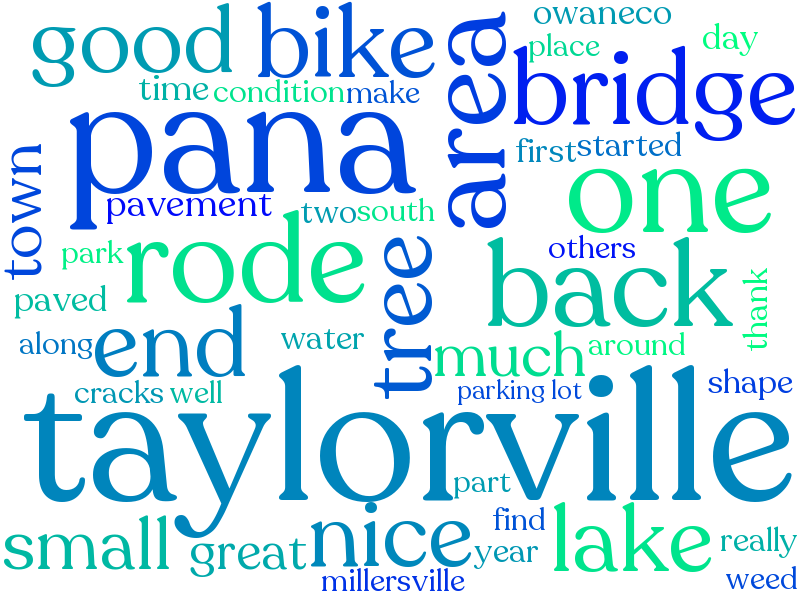 owaneco
good bike area place day
time condition make bridge
pana first started
town pavement two south one
park rode tree others
paved back thank
along end water much around
cracks well parking lot shape
taylorville
part
small great nice find lake really
year
millersville weed